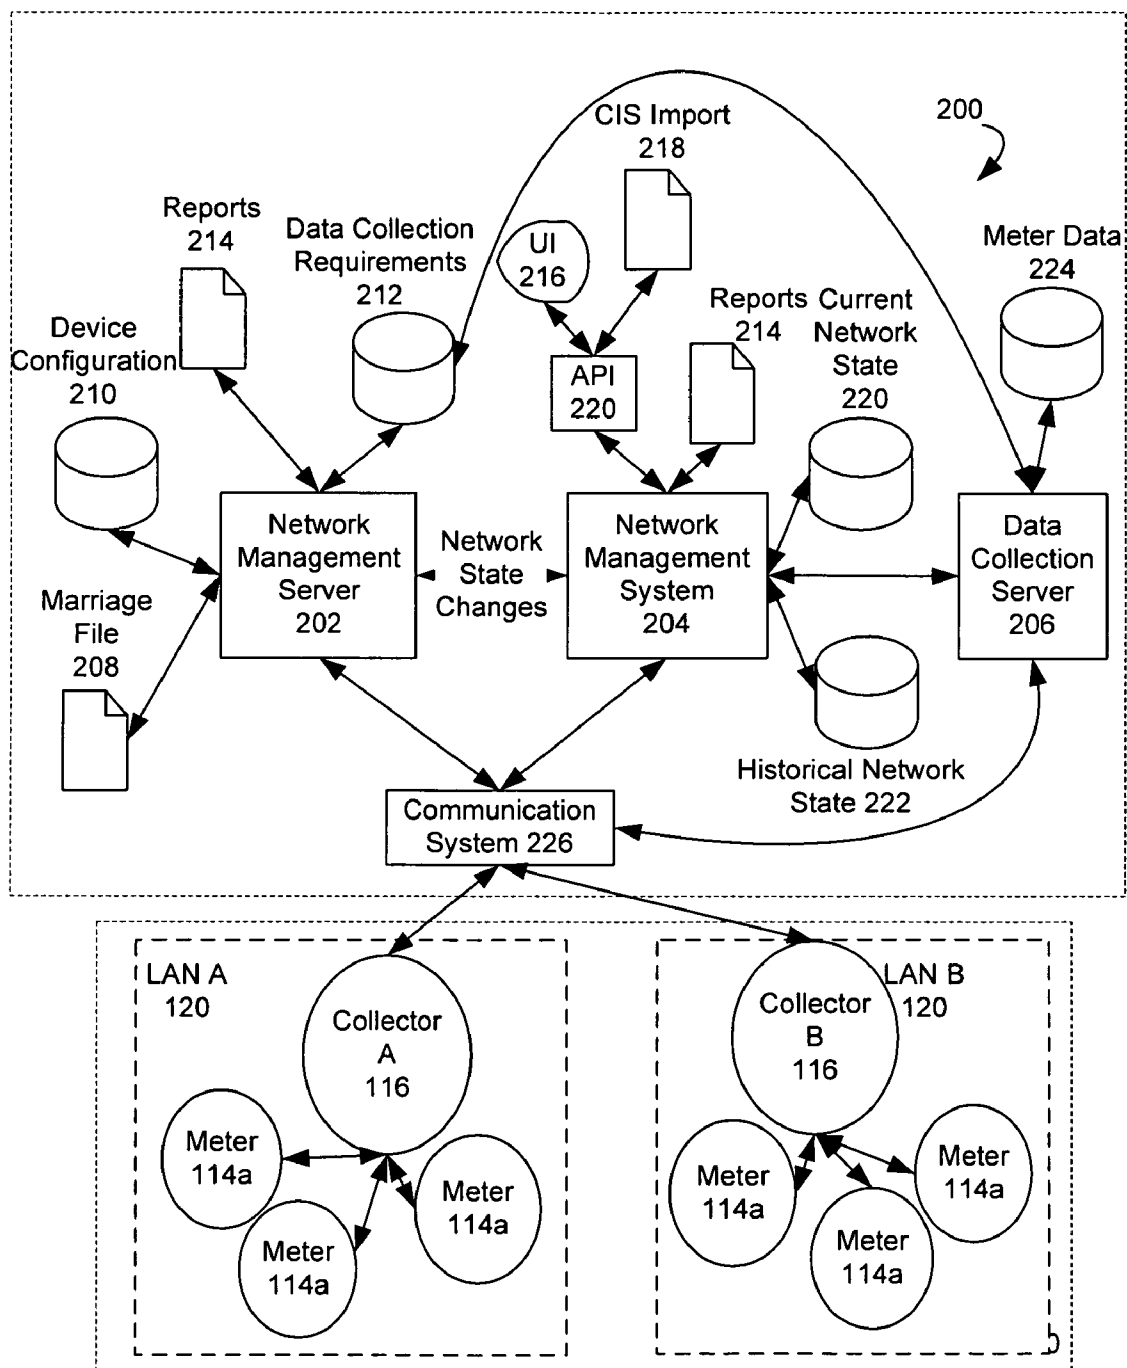 CIS Import
218
200
Reports
214
Data Collection
Requirements
212
UI
216
Meter Data
224
Device
Configuration
210
Reports
214
Current
Network
State
220
API
220
Network
Management
Server
202
Network
State
Changes
Network
Management
System
204
Data
Collection
Server
206
Marriage
File
208
Historical Network
State 222
Communication
System 226
LAN A
120
Collector
A
116
Meter
114a
Meter
114a
Meter
114a
LAN B
120
Collector
B
116
Meter
114a
Meter
114a
Meter
114a